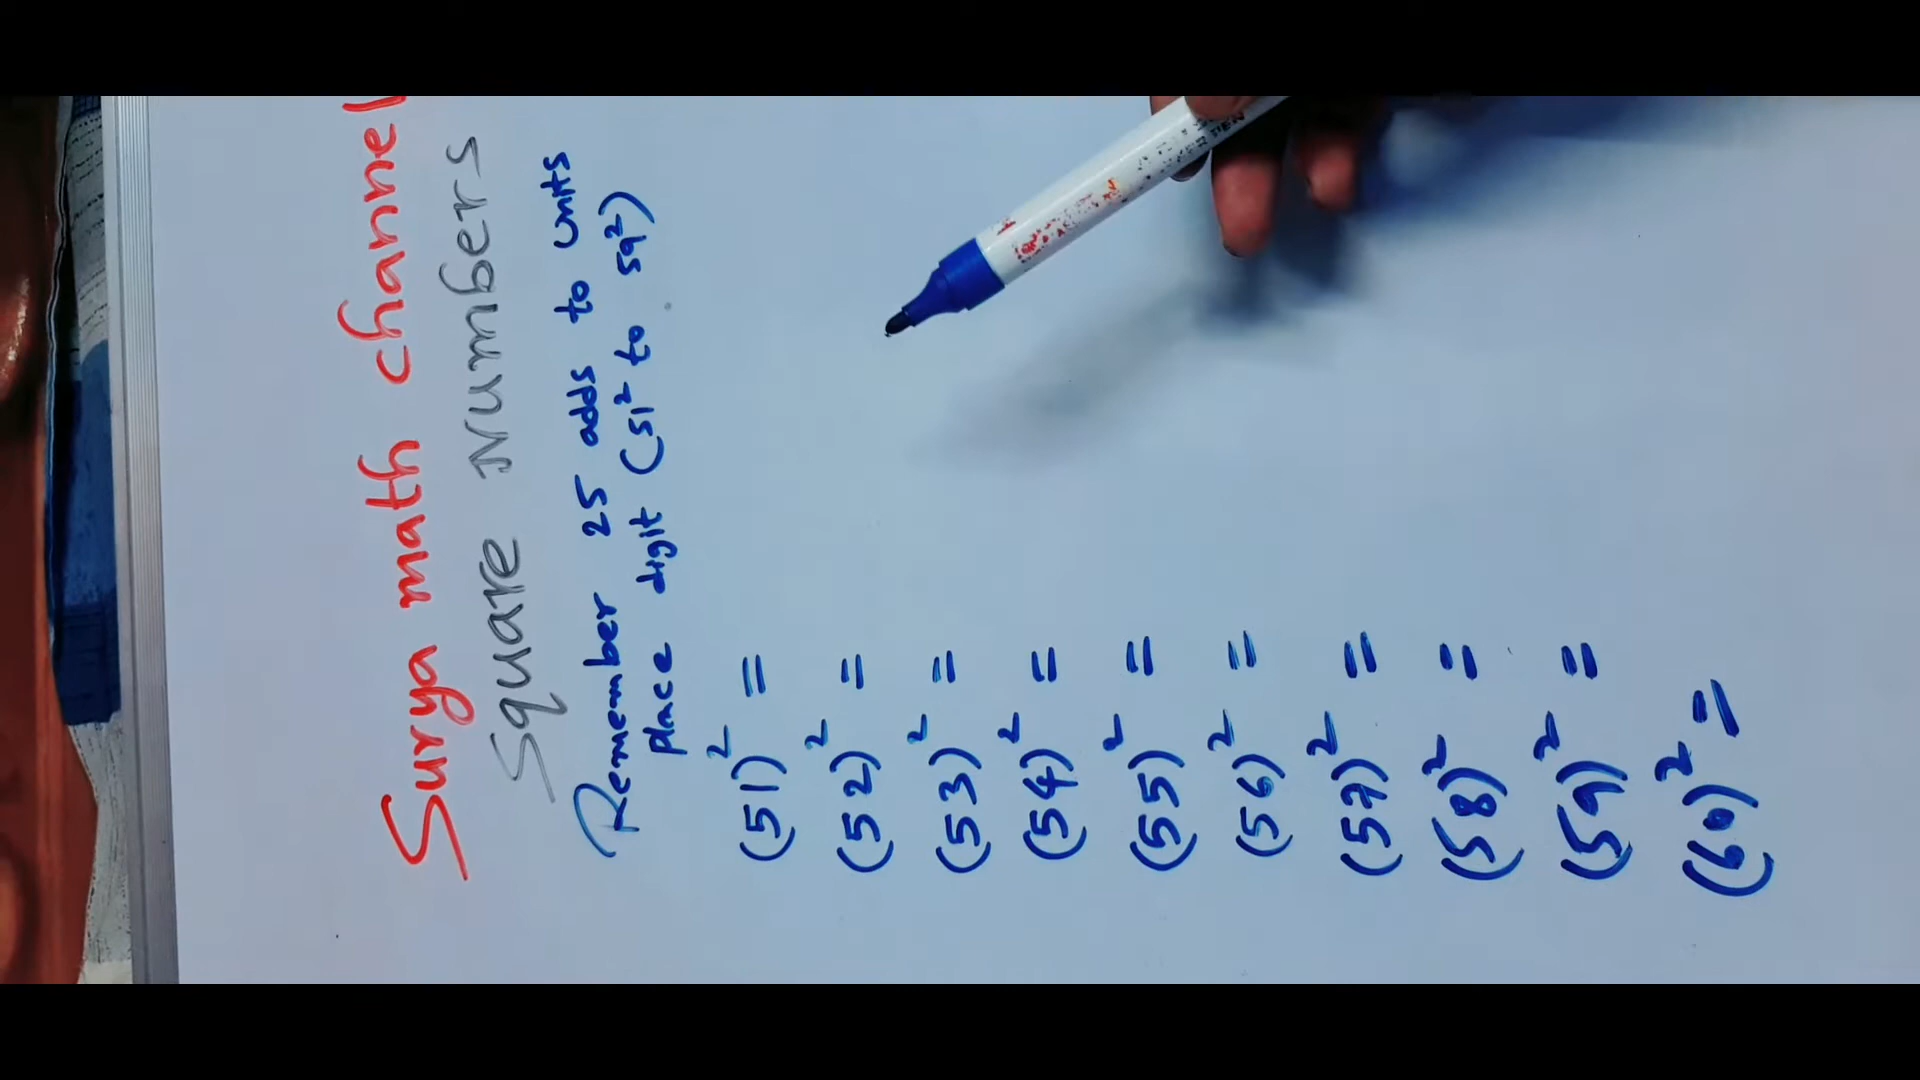 Surya math channel
Square Numbers
Remember 25 adds to units
place digit (51² to 59²)
(51)² =
(52)² =
(53)² =
(54)² =
(55)² =
(56)² =
(57)² =
(58)² =
(59)² =
(60)² =